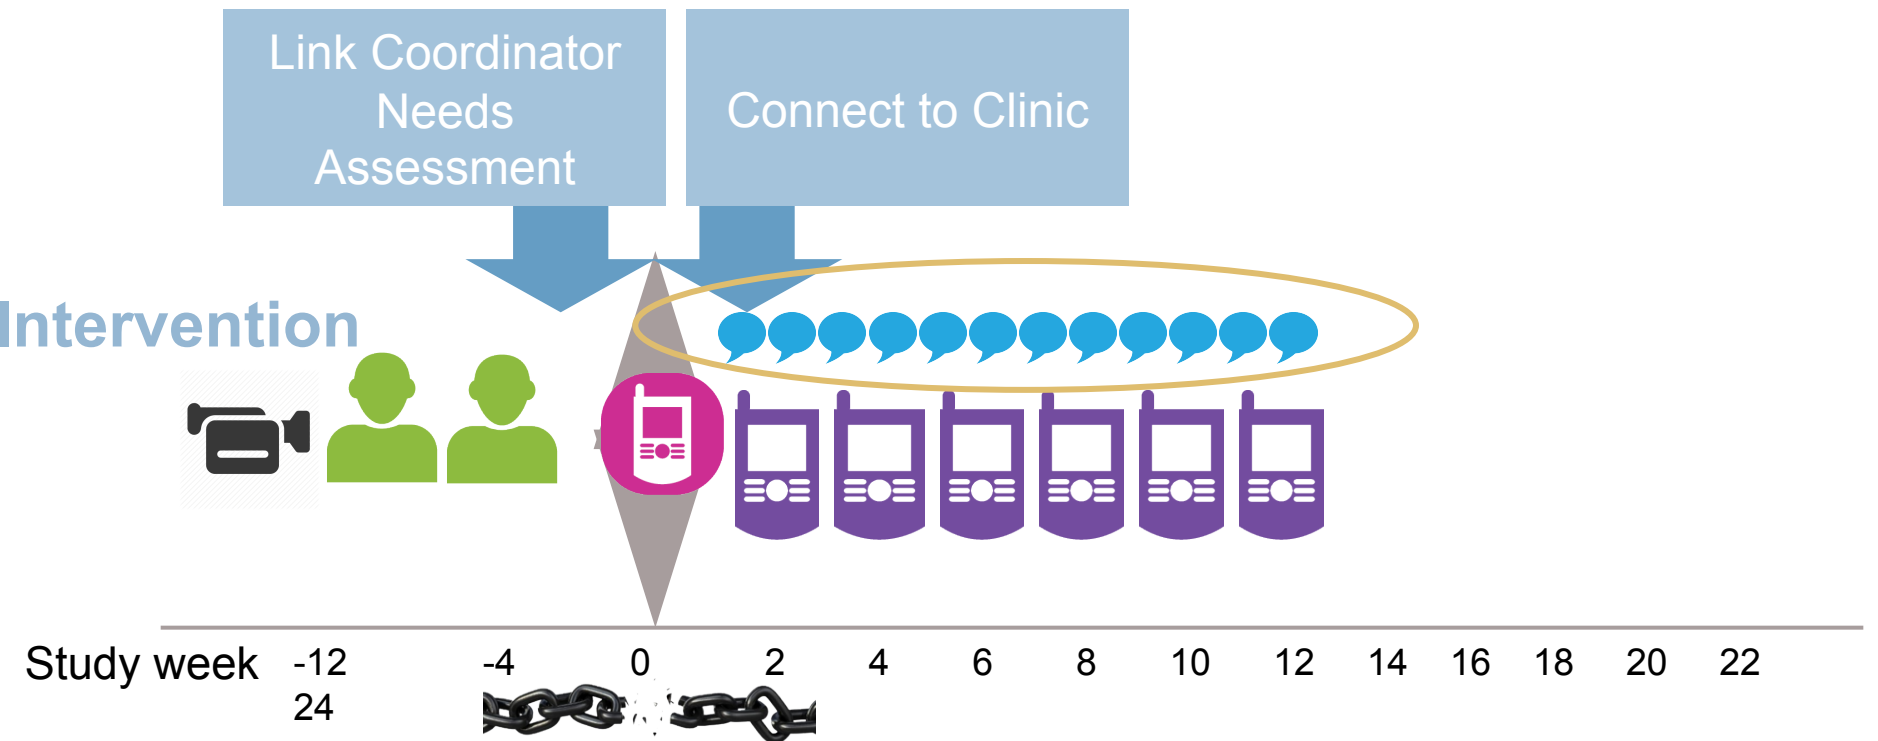 Link Coordinator
Needs
Assessment
Connect to Clinic
Intervention
Study week -12 -4 0 2 4 6 8 10 12 14 16 18 20 22
24